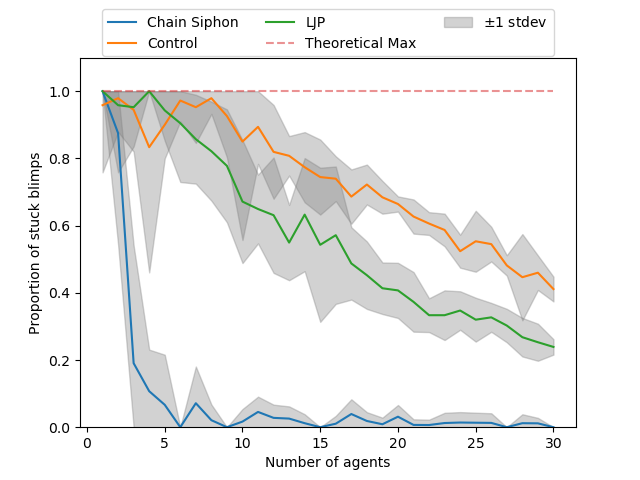 Chain Siphon LJP ±1 stdev
Control Theoretical Max
1.0
0.8
0.6
0.4
0.2
0.0
Proportion of stuck blimps
0 5 10 15 20 25 30
Number of agents